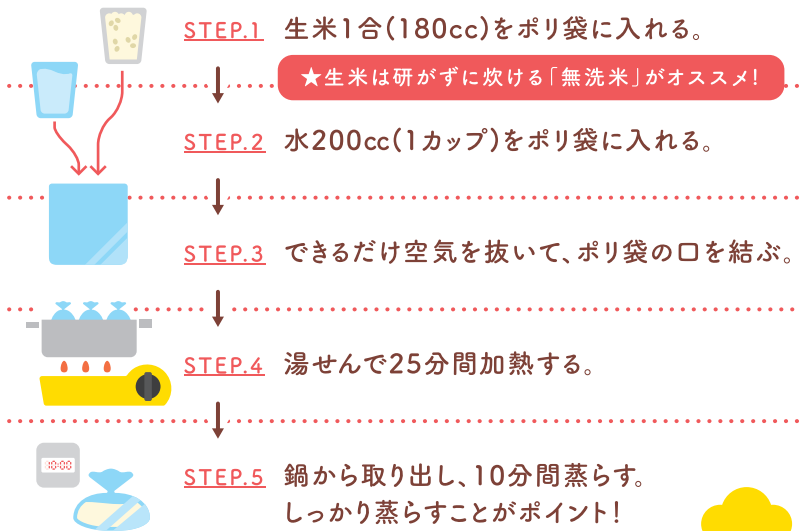 STEP.1 生米1合(180cc)をポリ袋に入れる。
★生米は研がずに炊ける「無洗米」がオススメ!
STEP.2 水200cc(1カップ)をポリ袋に入れる。
STEP.3 できるだけ空気を抜いて、ポリ袋の口を結ぶ。
STEP.4 湯せんで25分間加熱する。
10:00
STEP.5 鍋から取り出し、10分間蒸らす。
しっかり蒸らすことがポイント!